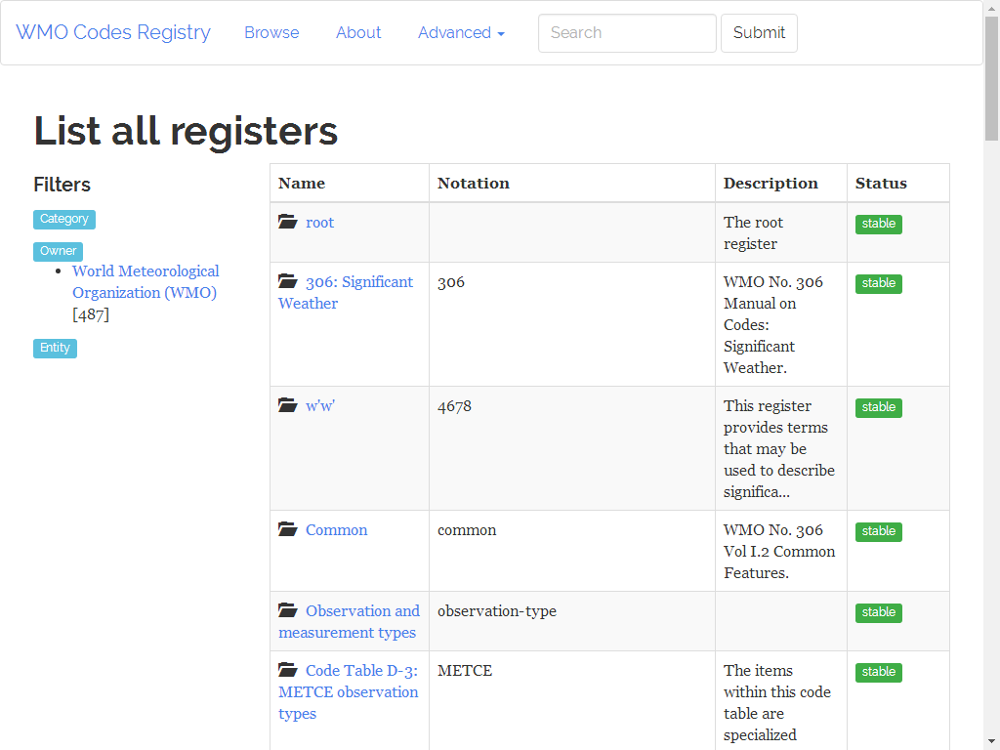 WMO Codes Registry Browse About Advanced Search Submit
List all registers
Filters
Category
Owner
World Meteorological
Organization (WMO)
[487]
Entity
Name Notation Description Status
root The root stable
register
306: Significant 306 WMO No. 306 stable
Weather Manual on
Codes:
Significant
Weather.
w'w' 4678 This register stable
provides terms
that may be
used to describe
significa...
Common common WMO No. 306 stable
Vol I.2 Common
Features.
Observation and observation-type stable
measurement types
Code Table D-3: METCE The items stable
METCE observation within this code
types table are
specialized